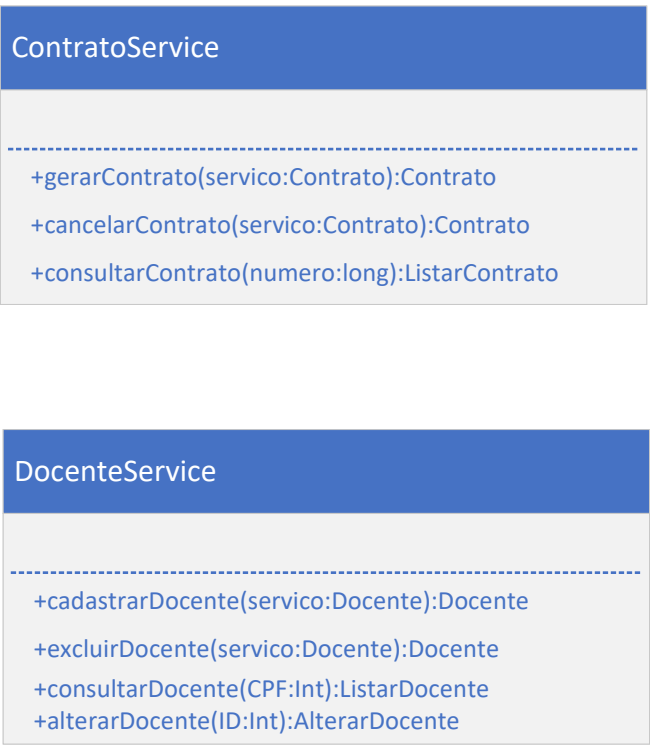 ContratoService
+gerarContrato(servico:Contrato):Contrato
+cancelarContrato(servico:Contrato):Contrato
+consultarContrato(numero:long):ListarContrato
DocenteService
+cadastrarDocente(servico:Docente):Docente
+excluirDocente(servico:Docente):Docente
+consultarDocente(CPF:Int):ListarDocente
+alterarDocente(ID:Int):AlterarDocente